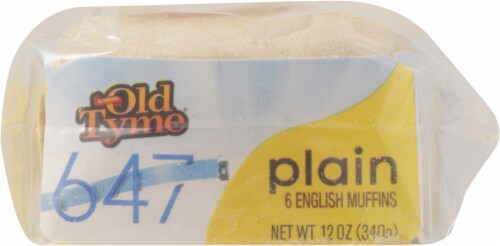 Old
Tyme
647
plain
6 ENGLISH MUFFINS
NET WT 12 OZ (340g)